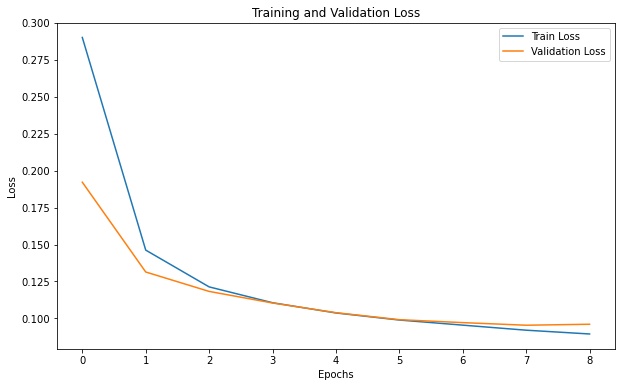 Training and Validation Loss
0.300
0.275
0.250
0.225
0.200
0.175
0.150
0.125
0.100
Loss
Train Loss
Validation Loss
0 1 2 3 4 5 6 7 8
Epochs